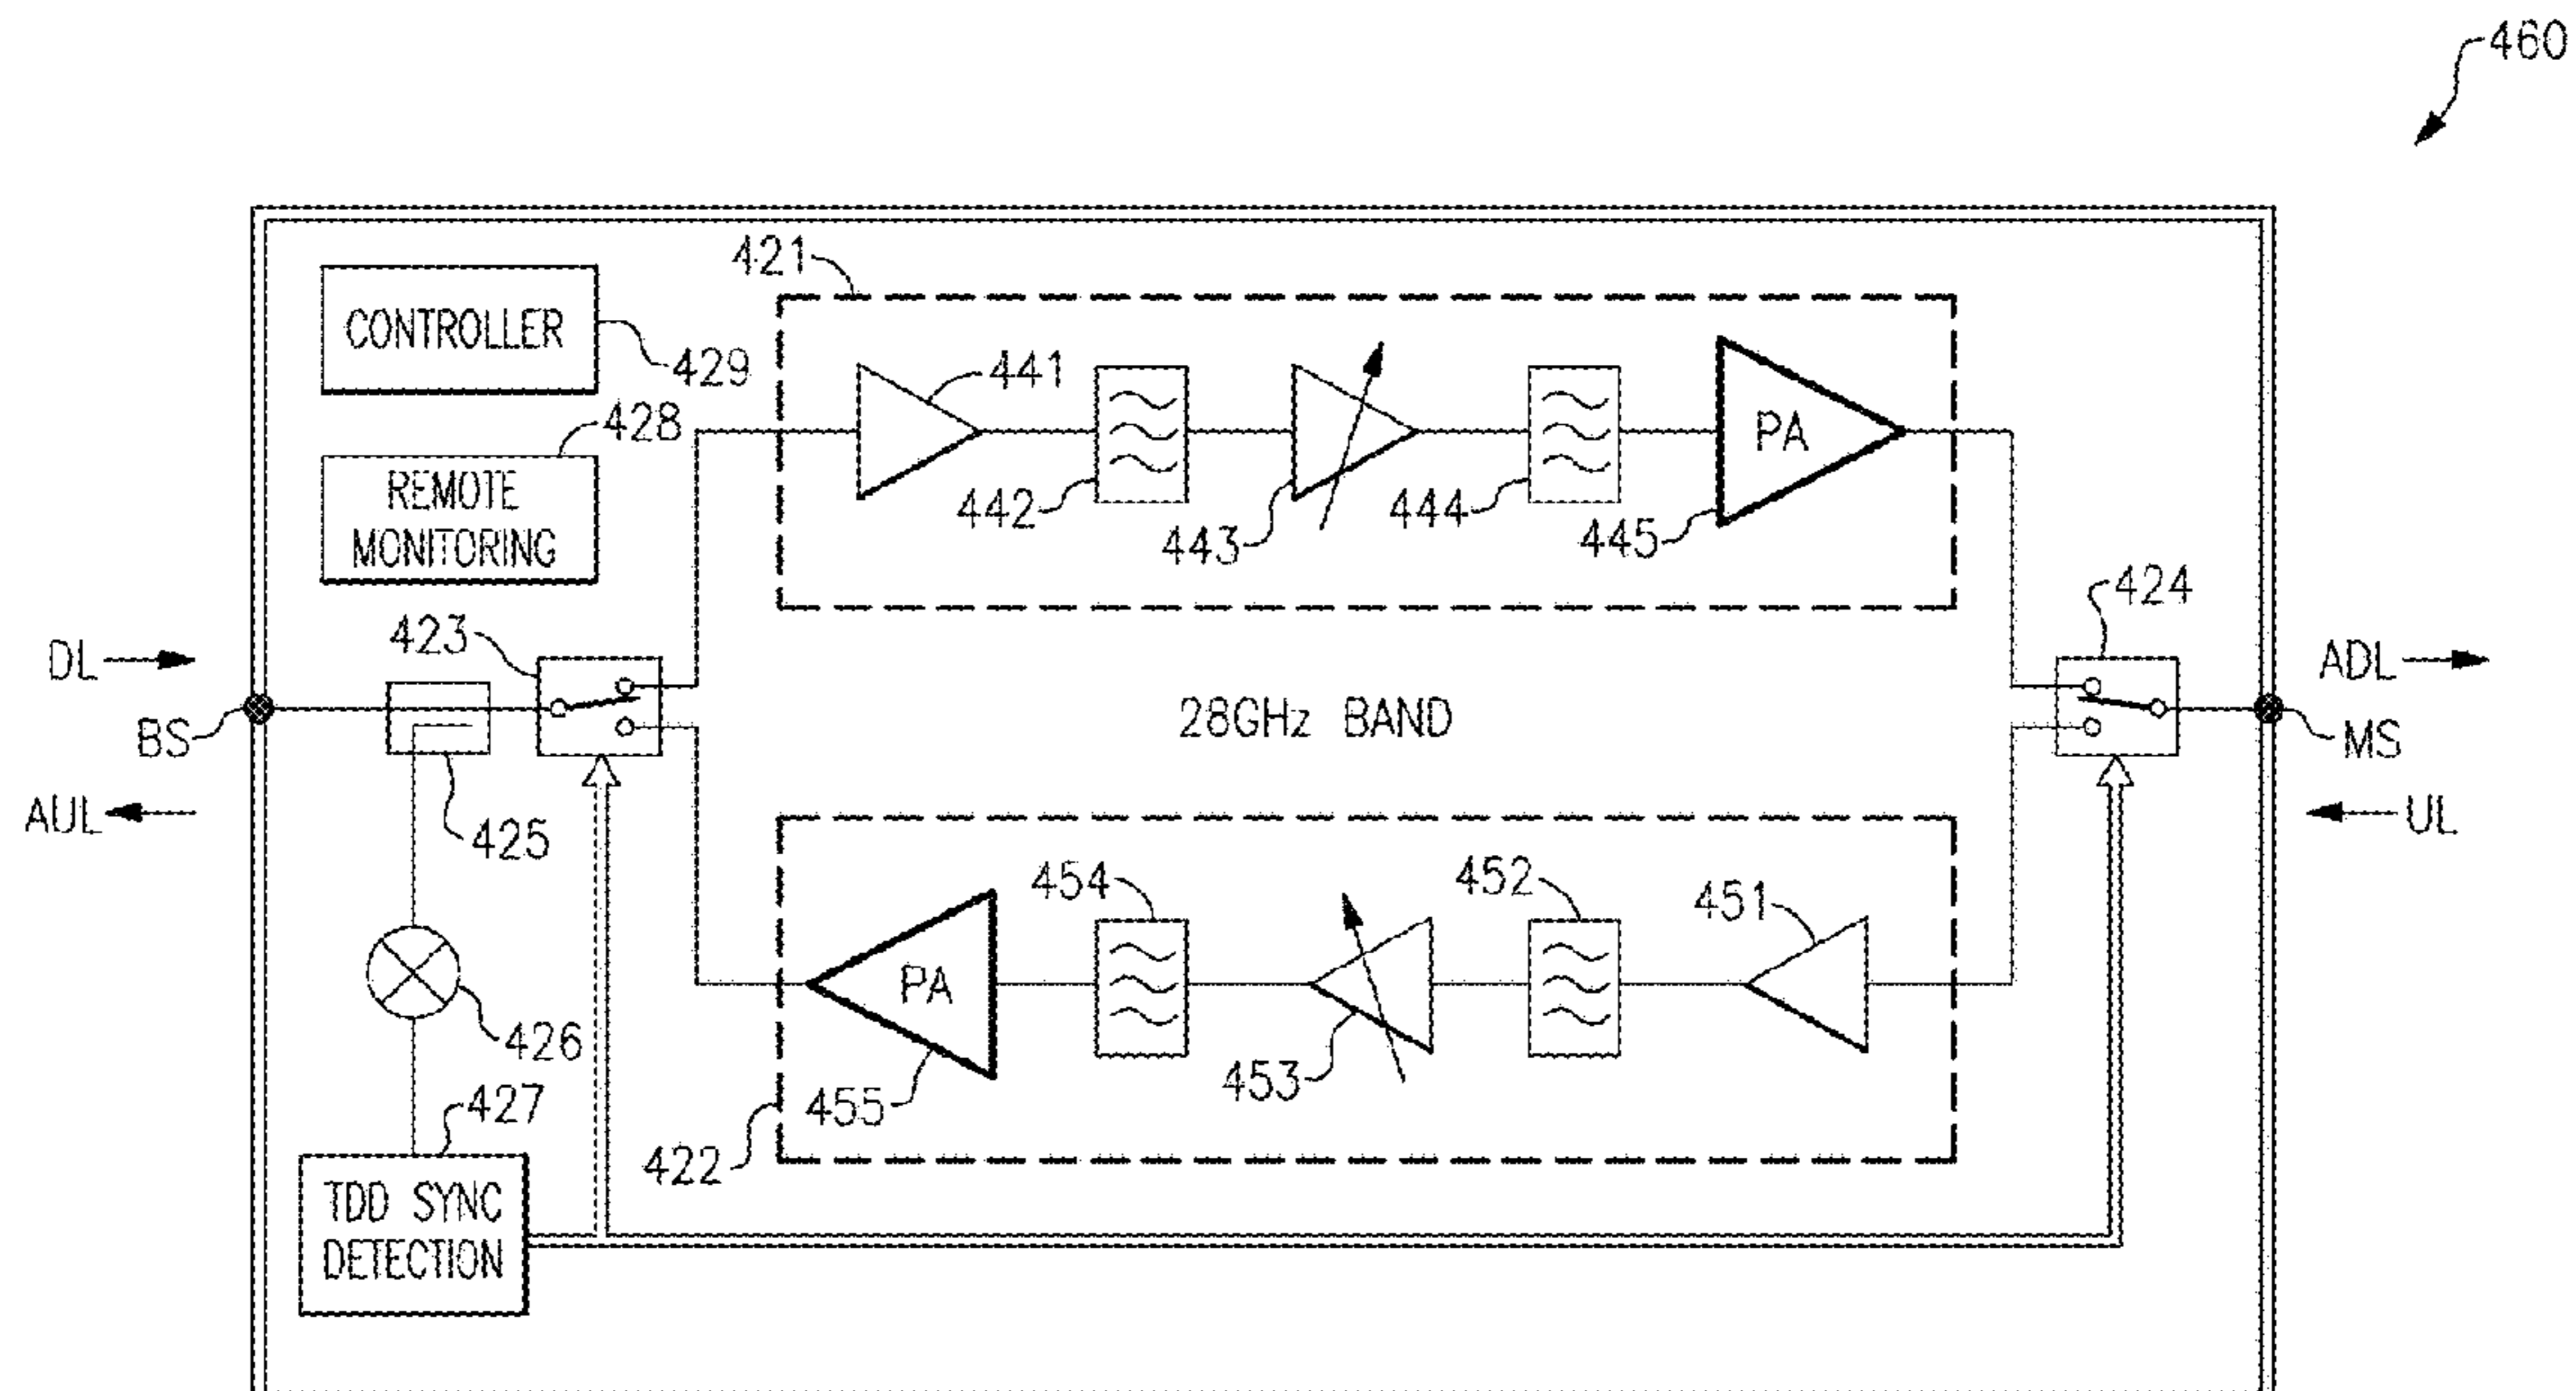 460
421
CONTROLLER
429
441
442
443
444
PA
445
428
REMOTE
MONITORING
423
424
DL
BS
AUL
425
28GHz BAND
ADL
MS
UL
454
452
451
PA
455
453
426
427
422
TDD SYNC
DETECTION